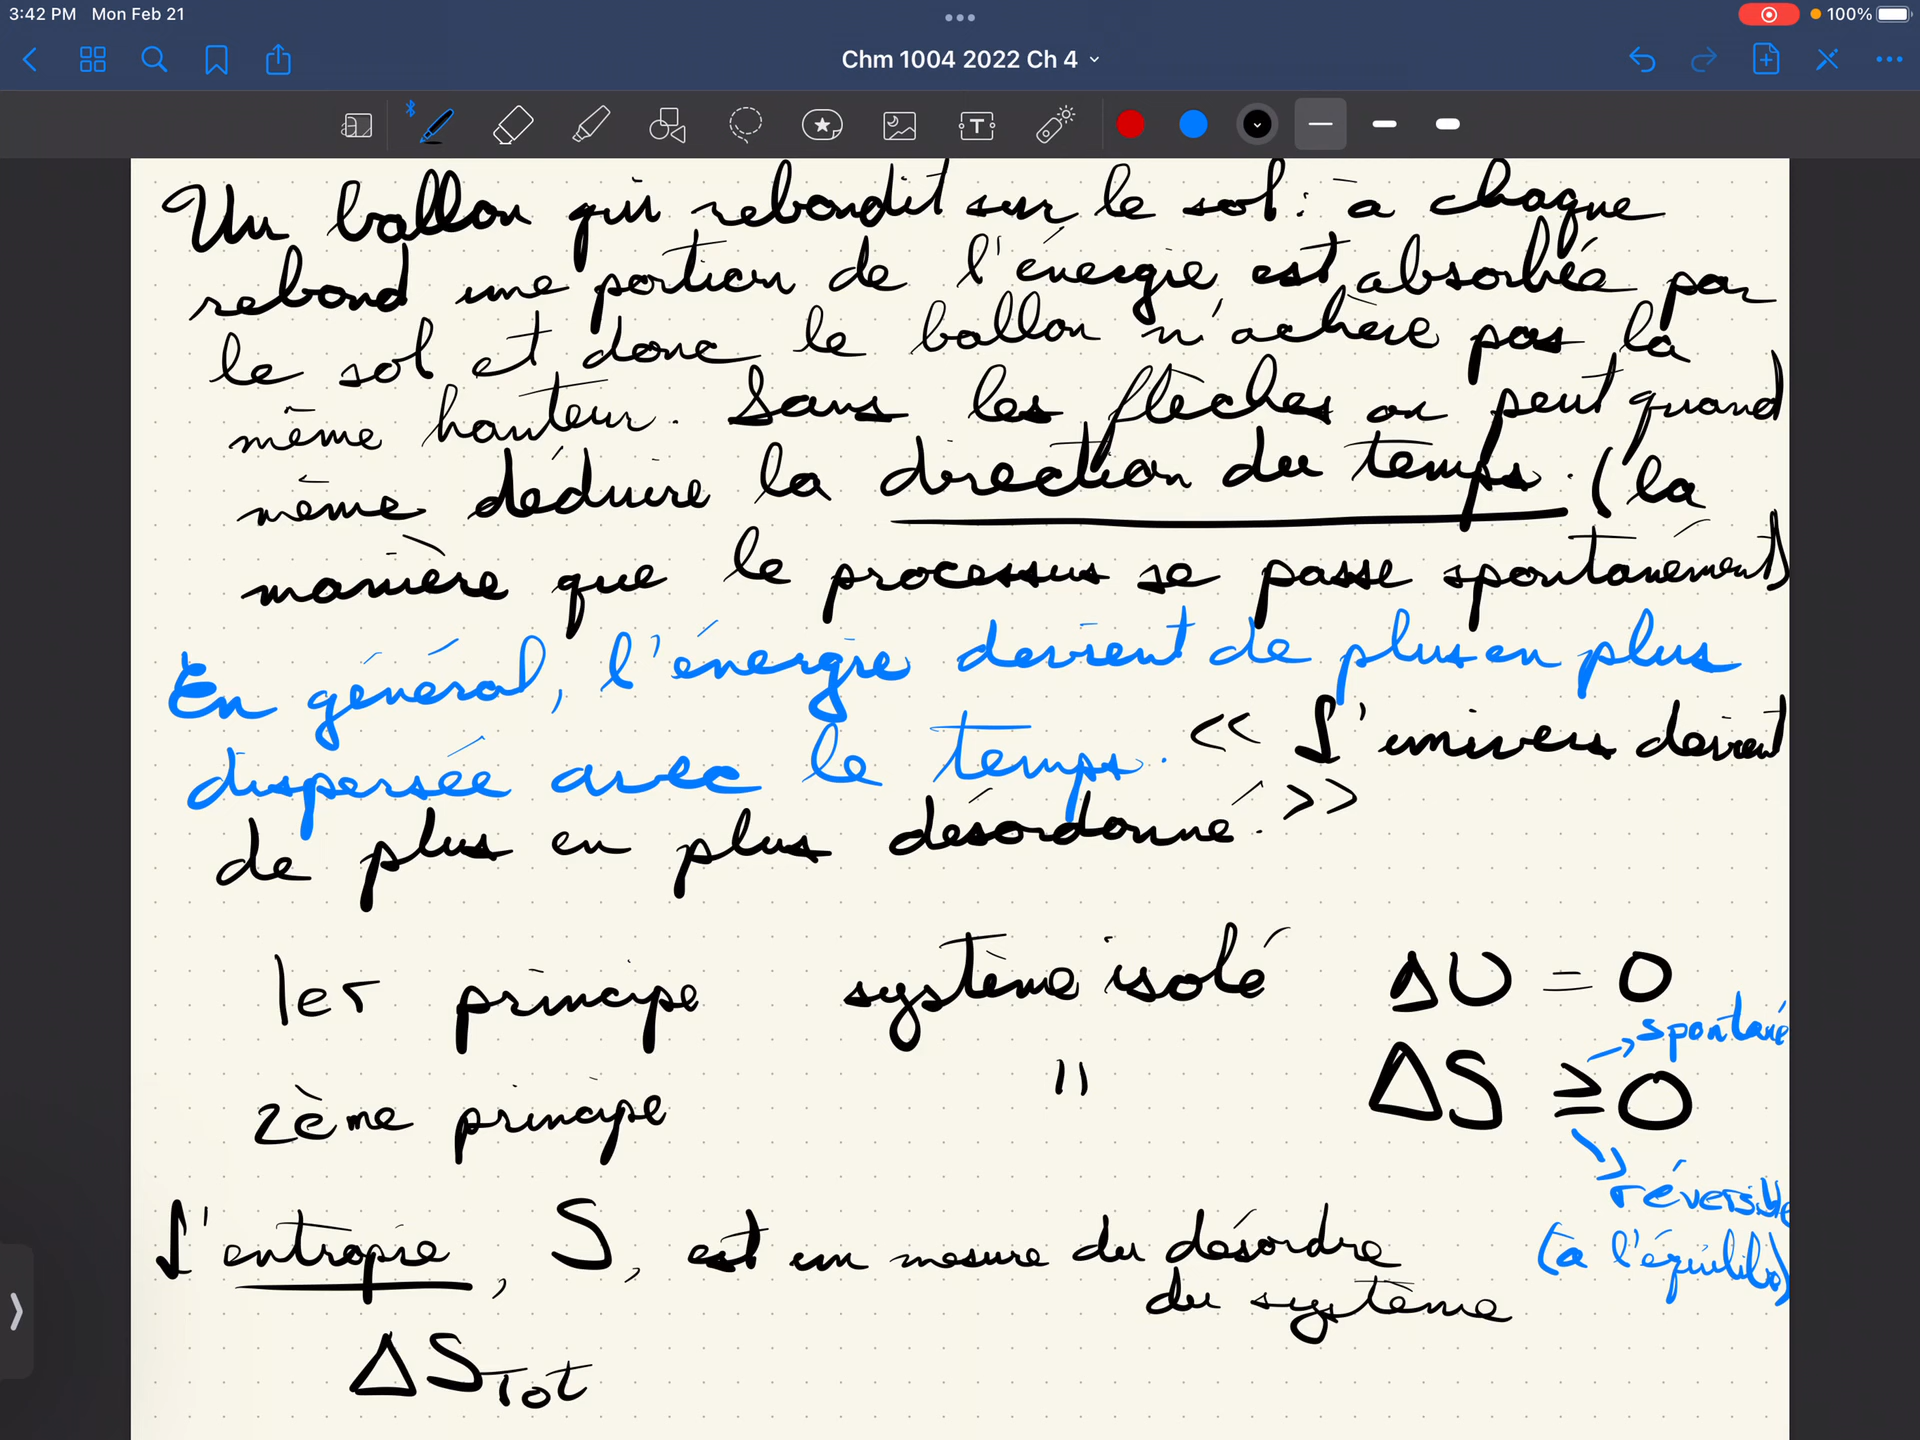 3:42 PM Mon Feb 21
100%
Chm 1004 2022 Ch 4
Un ballon qui rebondit sur le sol : a chaque
rebond une portion de l'énergie est absorbée par
le sol et donc le ballon n'achève pas la
même hauteur. Sans les flèches on peut quand
même déduire la direction du temps. (la
manière que le processus se passe spontanément)
En général, l'énergie devient de plus en plus
dispersée avec le temps. << L'univers devient
de plus en plus désordonné. >>
1er principe système isolé ΔU = 0
spontané
2ème principe " ΔS ≥ 0
réversible
(a l'équilibre)
L'entropie, S, est un mesure du désordre
du système
ΔS Tot